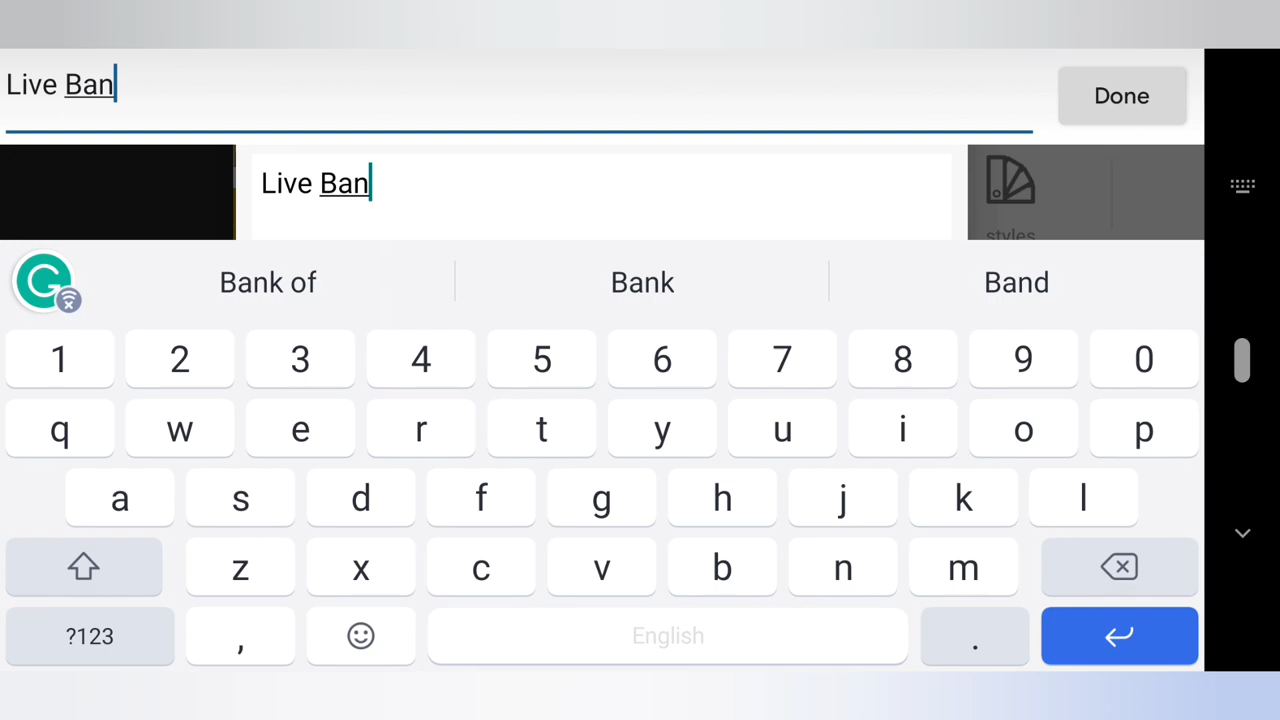 Live Ban
Done
Live Ban
styles
Bank of Bank Band
1 2 3 4 5 6 7 8 9 0
q w e r t y u i o p
a s d f g h j k l
z x c v b n m
?123 , English .